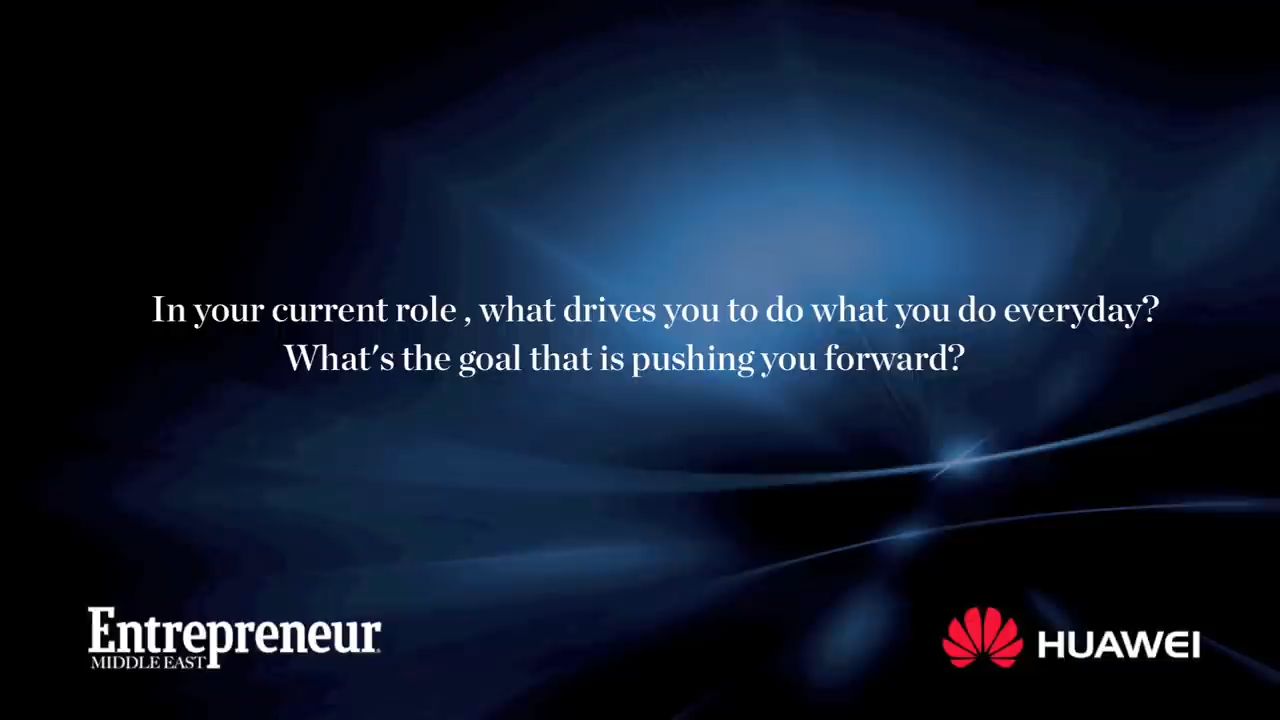 In your current role , what drives you to do what you do everyday?
What's the goal that is pushing you forward?
Entrepreneur
MIDDLE EAST
HUAWEI